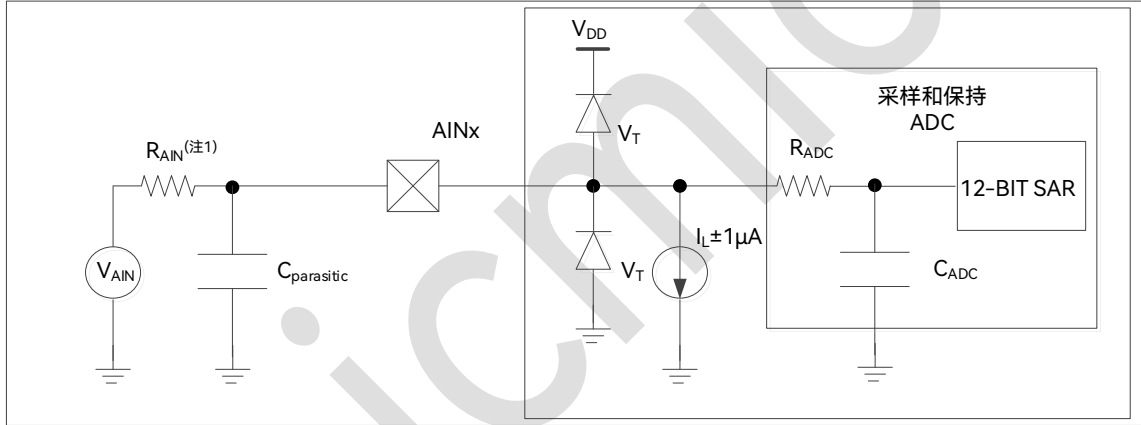 V_DD
采样和保持
ADC
AINx
V_T
R_AIN(注1)
R_ADC
12-BIT SAR
I_L±1μA
V_AIN
C_parasitic
V_T
C_ADC
icmic